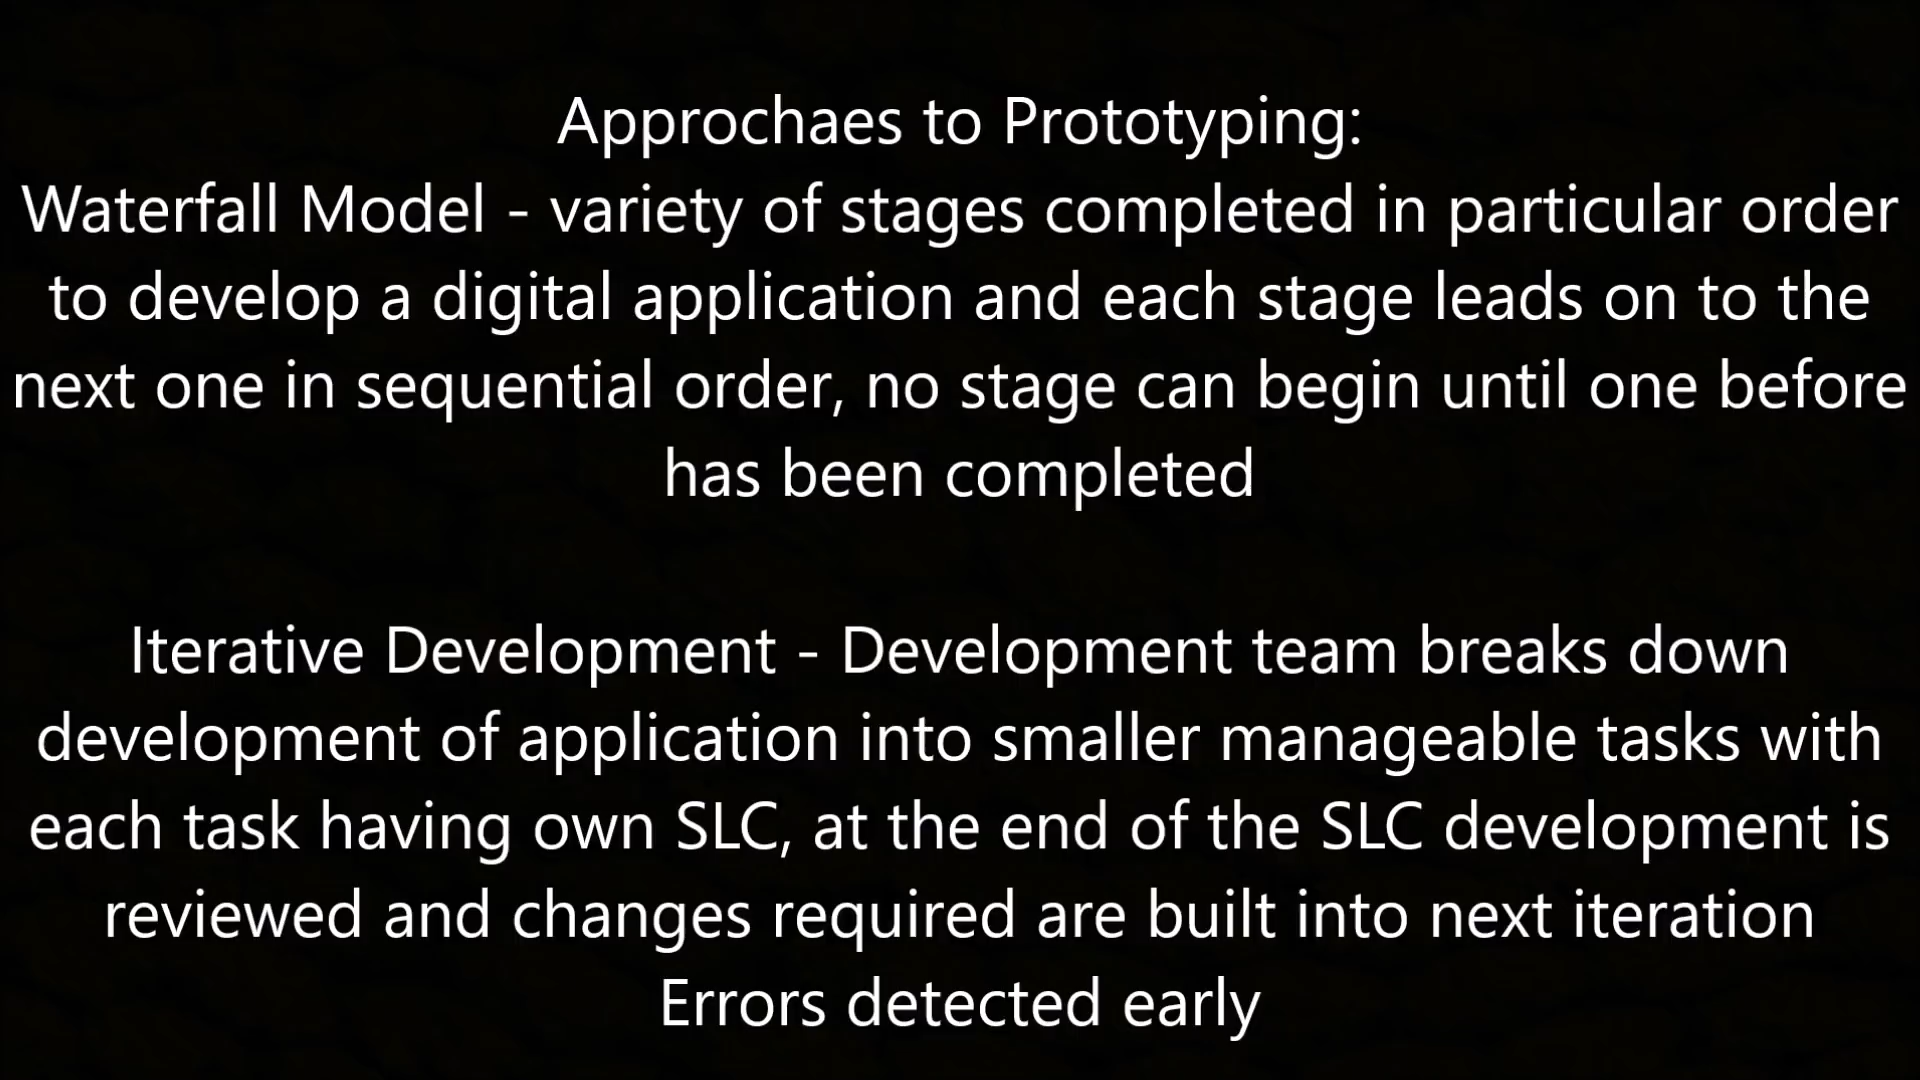 Approchaes to Prototyping:
Waterfall Model - variety of stages completed in particular order
to develop a digital application and each stage leads on to the
next one in sequential order, no stage can begin until one before
has been completed
Iterative Development - Development team breaks down
development of application into smaller manageable tasks with
each task having own SLC, at the end of the SLC development is
reviewed and changes required are built into next iteration
Errors detected early